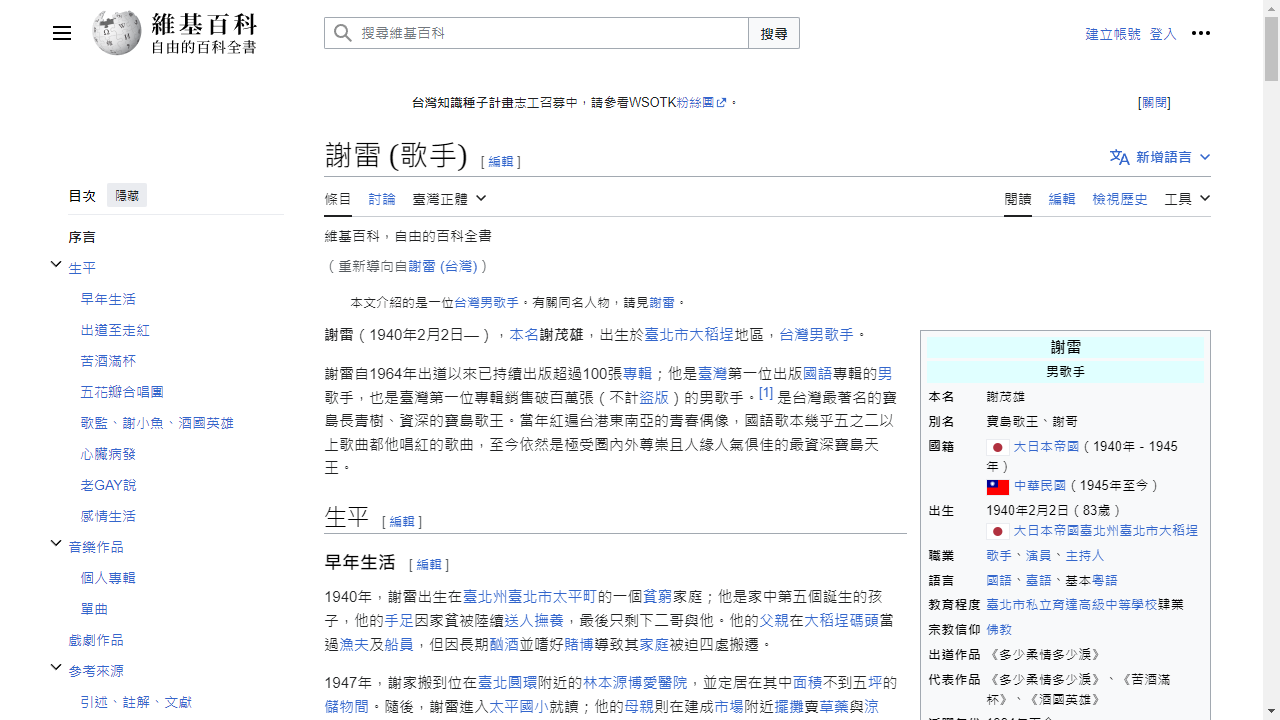 維基百科
自由的百科全書
搜尋維基百科
搜尋
建立帳號 登入
台灣知識種子計畫志工召募中，請參看WSOTK粉絲團。
[關閉]
謝雷 (歌手) [編輯]
新增語言
目次 隱藏
條目 討論 臺灣正體
閱讀 編輯 檢視歷史 工具
序言
生平
早年生活
出道至走紅
苦酒滿杯
五花瓣合唱團
歌監、謝小魚、酒國英雄
心臟病發
老GAY說
感情生活
音樂作品
個人專輯
單曲
戲劇作品
參考來源
引述、註解、文獻
維基百科，自由的百科全書
（重新導向自謝雷 (台灣)）
本文介紹的是一位台灣男歌手。有關同名人物，請見謝雷。
謝雷（1940年2月2日—），本名謝茂雄，出生於臺北市大稻埕地區，台灣男歌手。
謝雷自1964年出道以來已持續出版超過100張專輯；他是臺灣第一位出版國語專輯的男
歌手，也是臺灣第一位專輯銷售破百萬張（不計盜版）的男歌手。[1] 是台灣最著名的寶
島長青樹、資深的寶島歌王。當年紅遍台港東南亞的青春偶像，國語歌本幾乎五之二以
上歌曲都他唱紅的歌曲，至今依然是極受圈內外尊崇且人緣人氣俱佳的最資深寶島天
王。
生平 [編輯]
早年生活 [編輯]
1940年，謝雷出生在臺北州臺北市太平町的一個貧窮家庭；他是家中第五個誕生的孩
子，他的手足因家貧被陸續送人撫養，最後只剩下二哥與他。他的父親在大稻埕碼頭當
過漁夫及船員，但因長期酗酒並嗜好賭博導致其家庭被迫四處搬遷。
1947年，謝家搬到位在臺北圓環附近的林本源博愛醫院，並定居在其中面積不到五坪的
儲物間。隨後，謝雷進入太平國小就讀；他的母親則在建成市場附近擺攤賣草藥與涼
謝雷
男歌手
本名 謝茂雄
別名 寶島歌王、謝哥
國籍 大日本帝國（1940年－1945
年）
中華民國（1945年至今）
出生 1940年2月2日（83歲）
大日本帝國臺北州臺北市大稻埕
職業 歌手、演員、主持人
語言 國語、臺語、基本粵語
教育程度 臺北市私立育達高級中等學校肄業
宗教信仰 佛教
出道作品 《多少柔情多少淚》
代表作品 《多少柔情多少淚》、《苦酒滿
杯》、《酒國英雄》